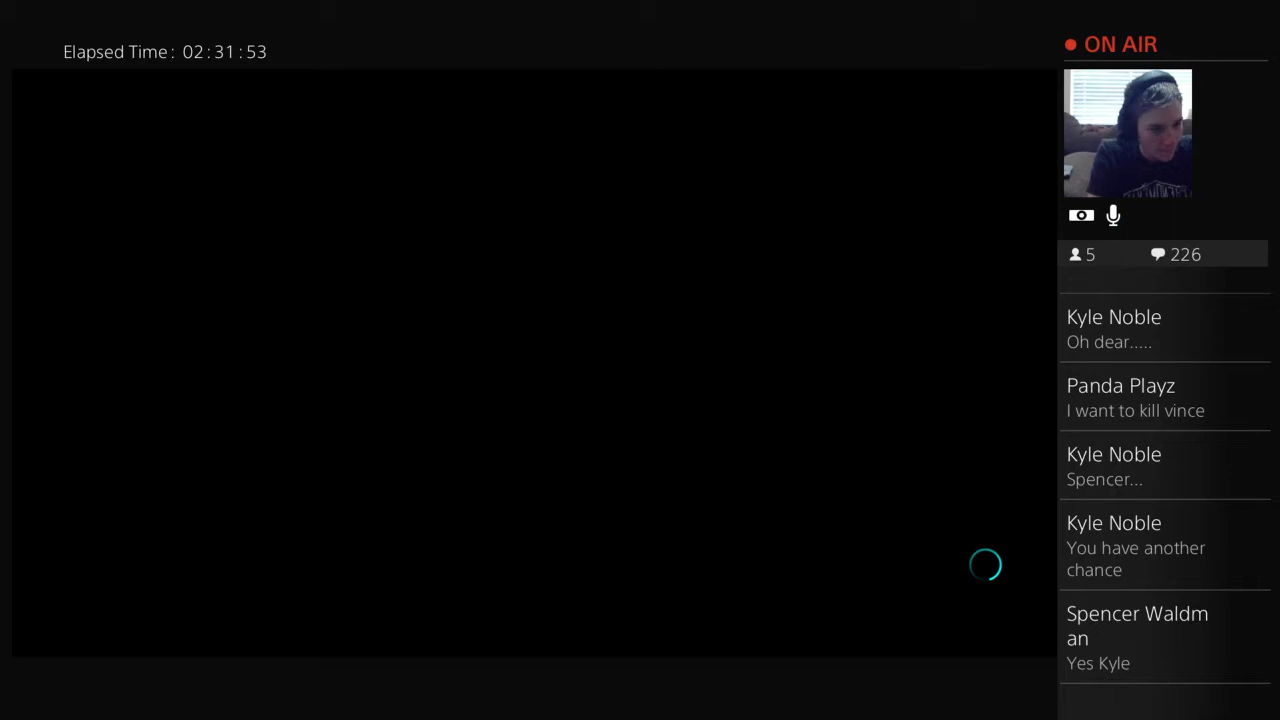 Elapsed Time: 02:31:53
ON AIR
5 226
Kyle Noble
Oh dear.....
Panda Playz
I want to kill vince
Kyle Noble
Spencer...
Kyle Noble
You have another
chance
Spencer Waldm
an
Yes Kyle